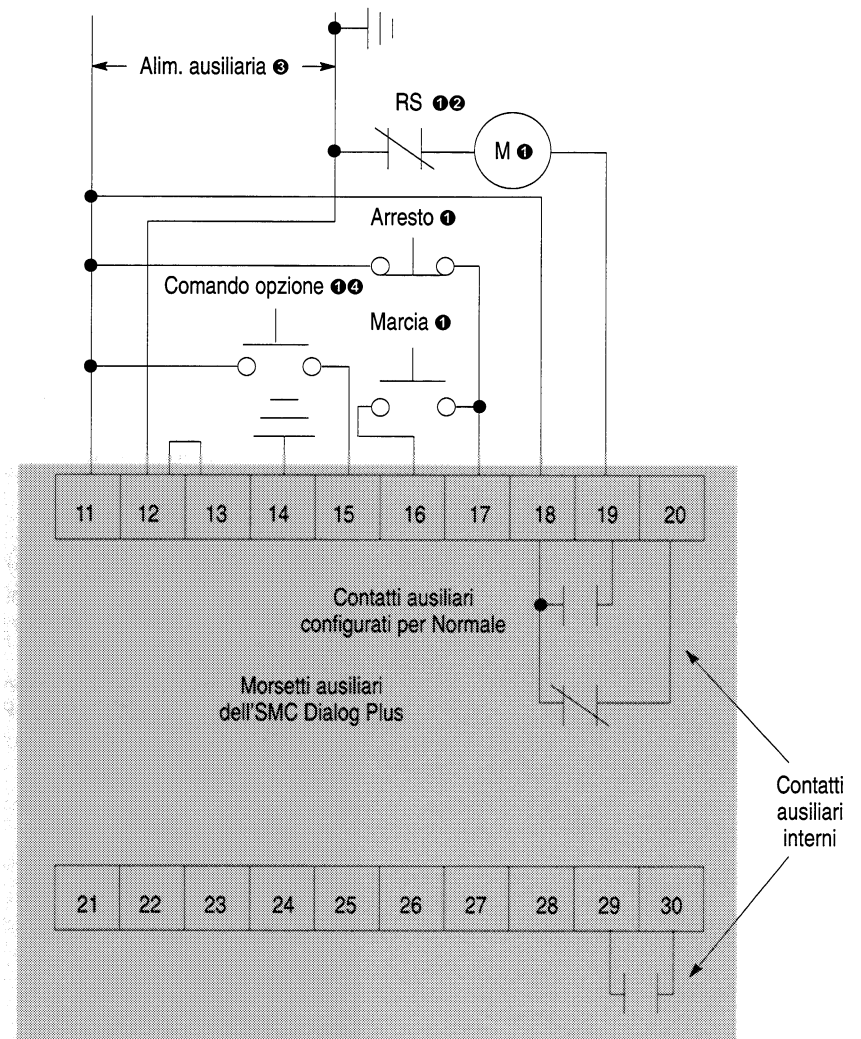 Alim. ausiliaria ❸
RS ❶❷
M ❶
Arresto ❶
Comando opzione ❶❹
Marcia ❶
11 12 13 14 15 16 17 18 19 20
Contatti ausiliari
configurati per Normale
Morsetti ausiliari
dell'SMC Dialog Plus
Contatti
ausiliari
interni
21 22 23 24 25 26 27 28 29 30